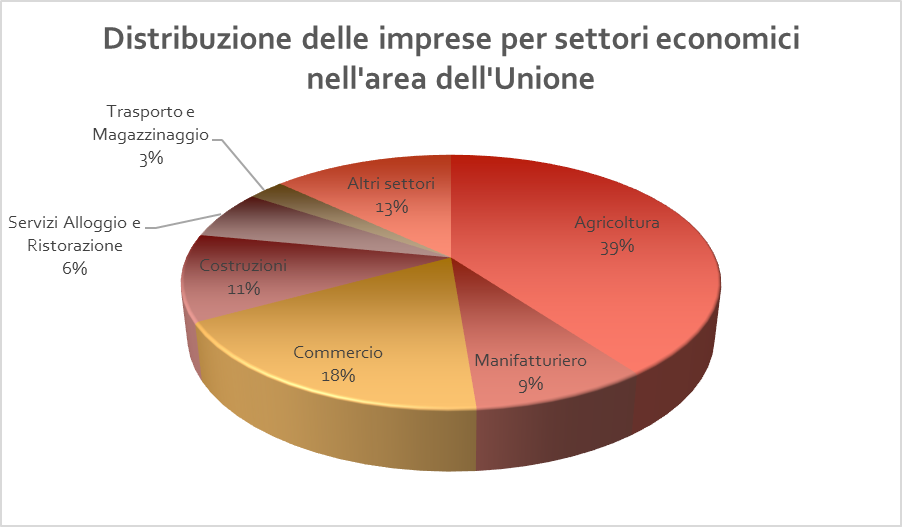 Distribuzione delle imprese per settori economici
nell'area dell'Unione
Trasporto e
Magazzinaggio
3%
Altri settori
13%
Agricoltura
39%
Servizi Alloggio e
Ristorazione
6%
Costruzioni
11%
Commercio
18%
Manifatturiero
9%